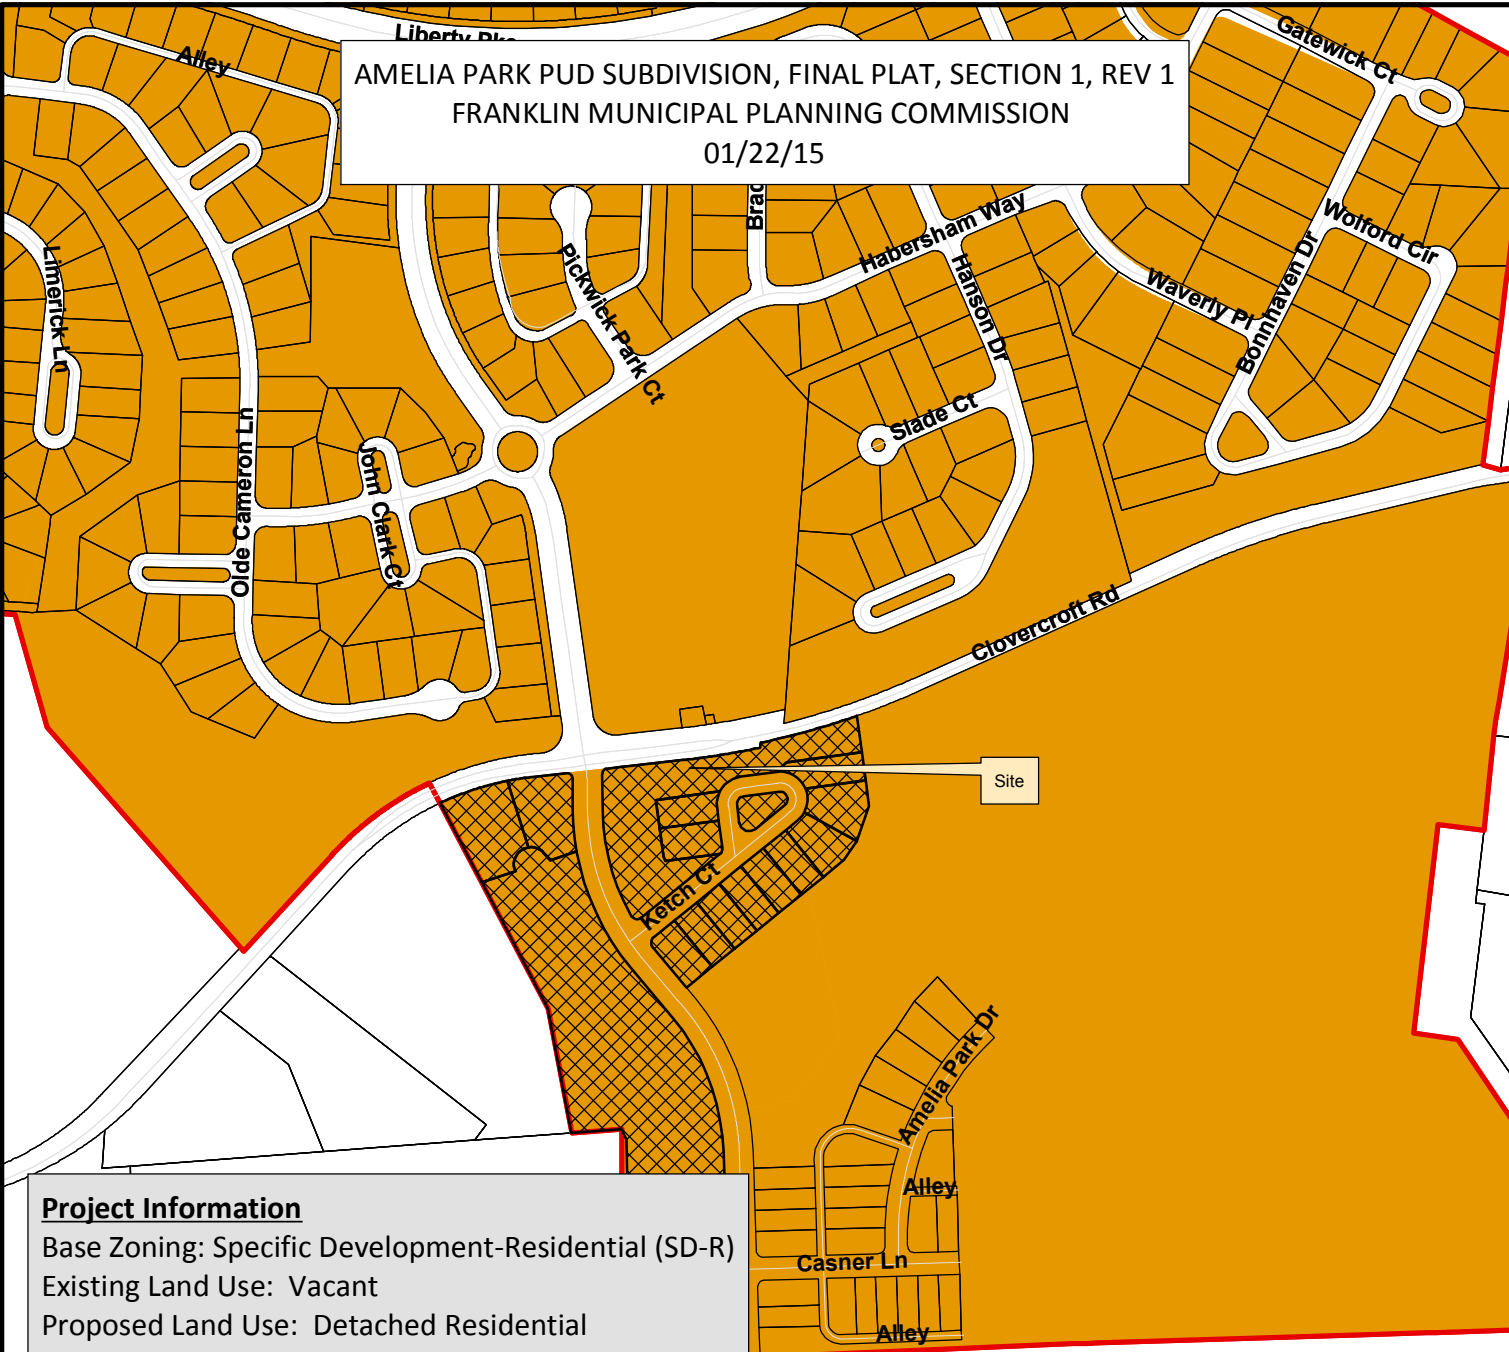 Liberty Pk
AMELIA PARK PUD SUBDIVISION, FINAL PLAT, SECTION 1, REV 1
FRANKLIN MUNICIPAL PLANNING COMMISSION
01/22/15
Alley
Gatewick Ct
Brad
Habersham Way
Wolford Cir
Limerick Ln
Pickwick Park Ct
Hanson Dr
Waverly Pl
Bonnhaven Dr
Slade Ct
Olde Cameron Ln
John Clark Ct
Clovercroft Rd
Site
Ketch Ct
Amelia Park Dr
Alley
Casner Ln
Alley
Project Information
Base Zoning: Specific Development-Residential (SD-R)
Existing Land Use: Vacant
Proposed Land Use: Detached Residential